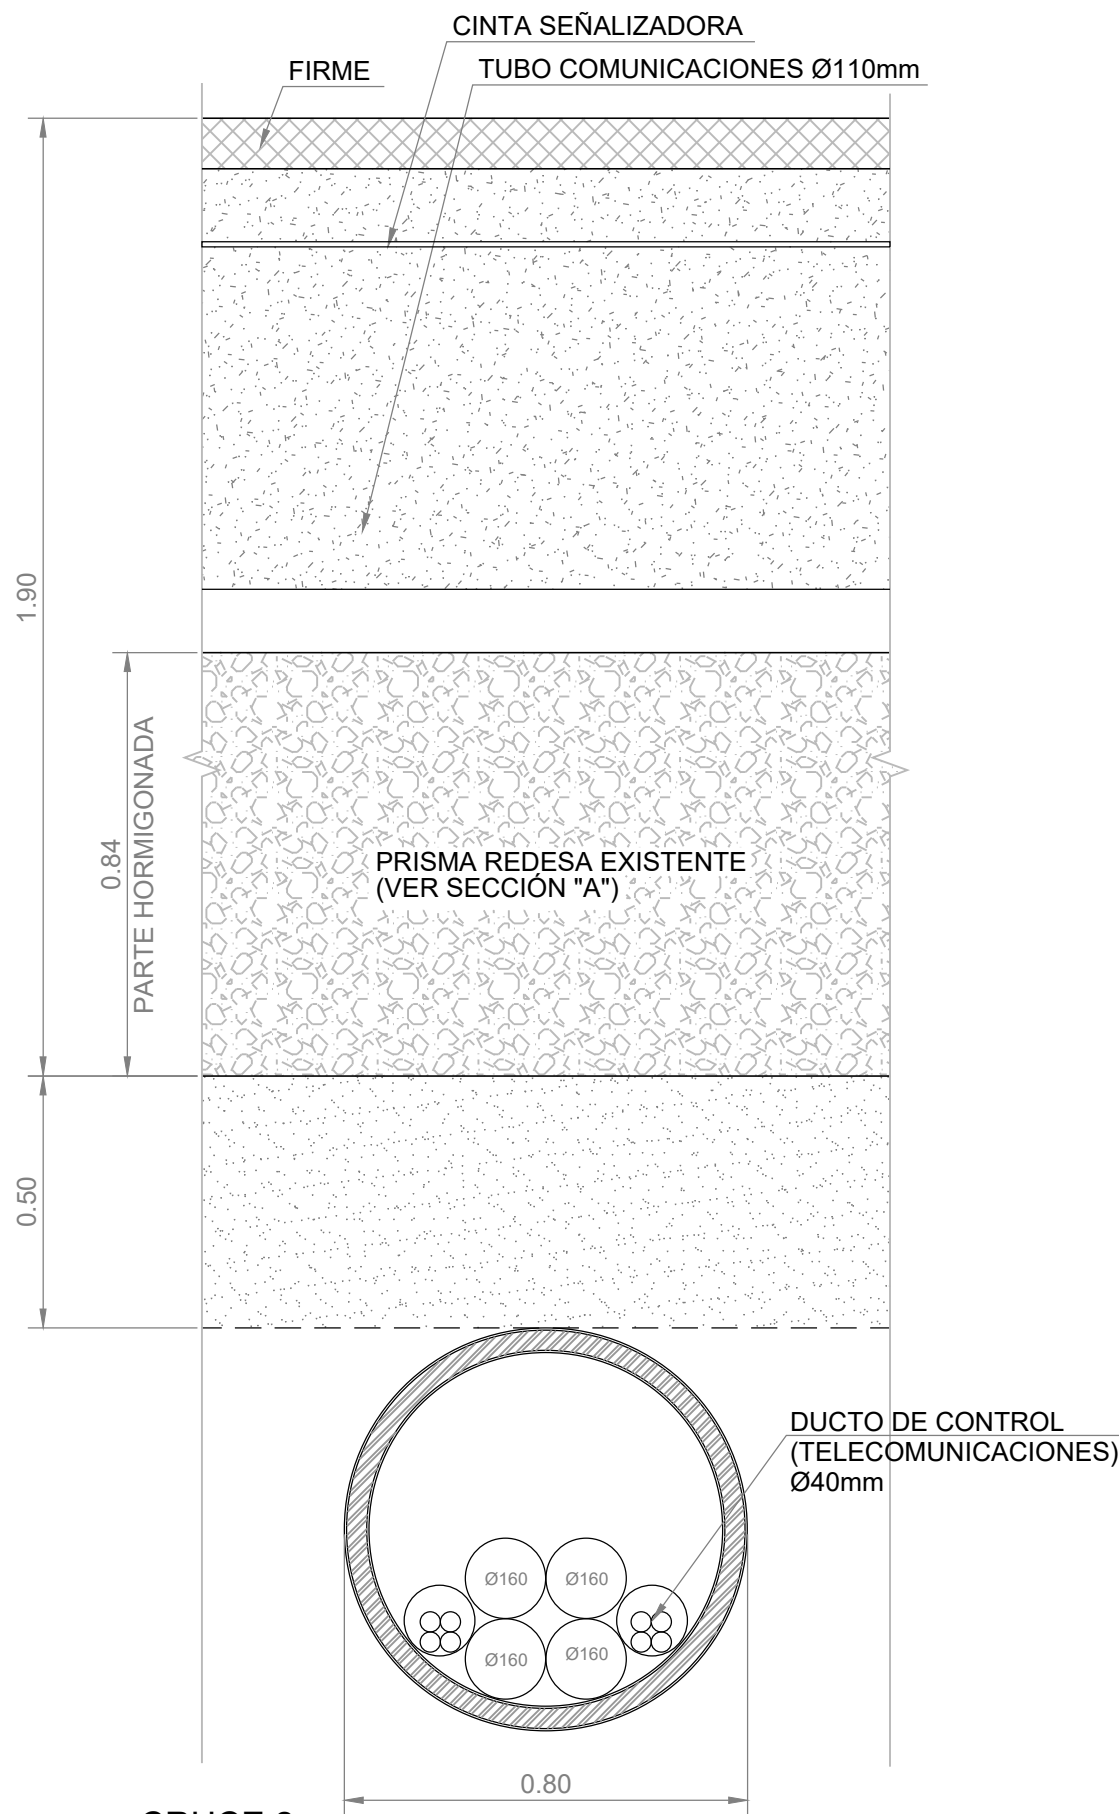 CINTA SEÑALIZADORA
FIRME
TUBO COMUNICACIONES Ø110mm
1.90
0.84
PARTE HORMIGONADA
PRISMA REDESA EXISTENTE
(VER SECCIÓN "A")
0.50
DUCTO DE CONTROL
(TELECOMUNICACIONES)
Ø40mm
Ø160 Ø160
Ø160 Ø160
0.80